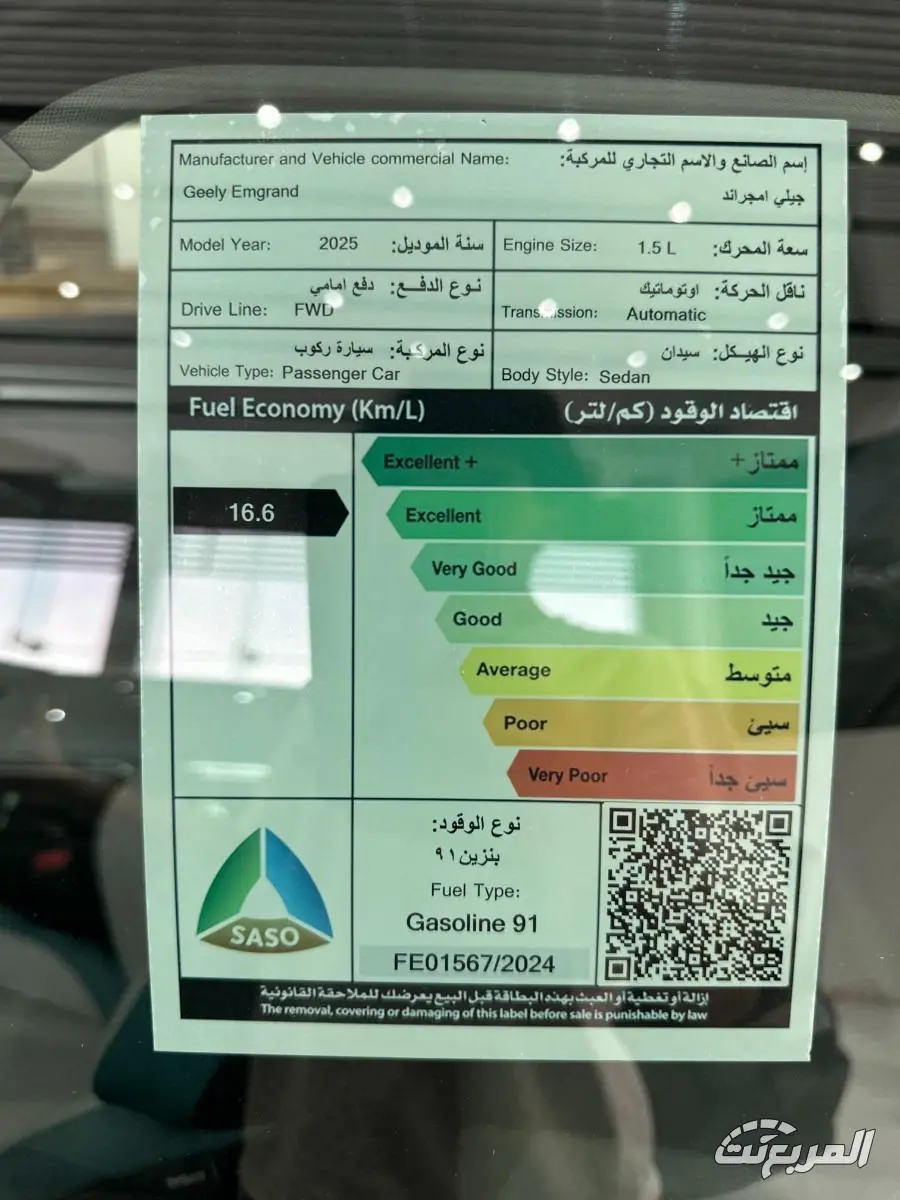 Manufacturer and Vehicle commercial Name: إسم الصانع والاسم التجاري للمركبة:
Geely Emgrand جيلي امجراند
Model Year: 2025 سنة الموديل:
Engine Size: 1.5 L سعة المحرك:
نـوع الدفــع: دفع امامي
Drive Line: FWD
ناقل الحركة: اوتوماتيك
Transmission: Automatic
نوع المركبة: سيارة ركوب
Vehicle Type: Passenger Car
نوع الهيـكل: سيدان
Body Style: Sedan
Fuel Economy (Km/L) اقتصاد الوقود (كم/لتر)
Excellent + ممتاز+
16.6
Excellent ممتاز
Very Good جيد جداً
Good جيد
Average متوسط
Poor سيئ
Very Poor سيئ جداً
نوع الوقود:
بنزين٩١
Fuel Type:
Gasoline 91
FE01567/2024
SASO
إزالة أو تغطية أو العبث بهذه البطاقة قبل البيع يعرضك للملاحقة القانونية
The removal, covering or damaging of this label before sale is punishable by law
المربع نت